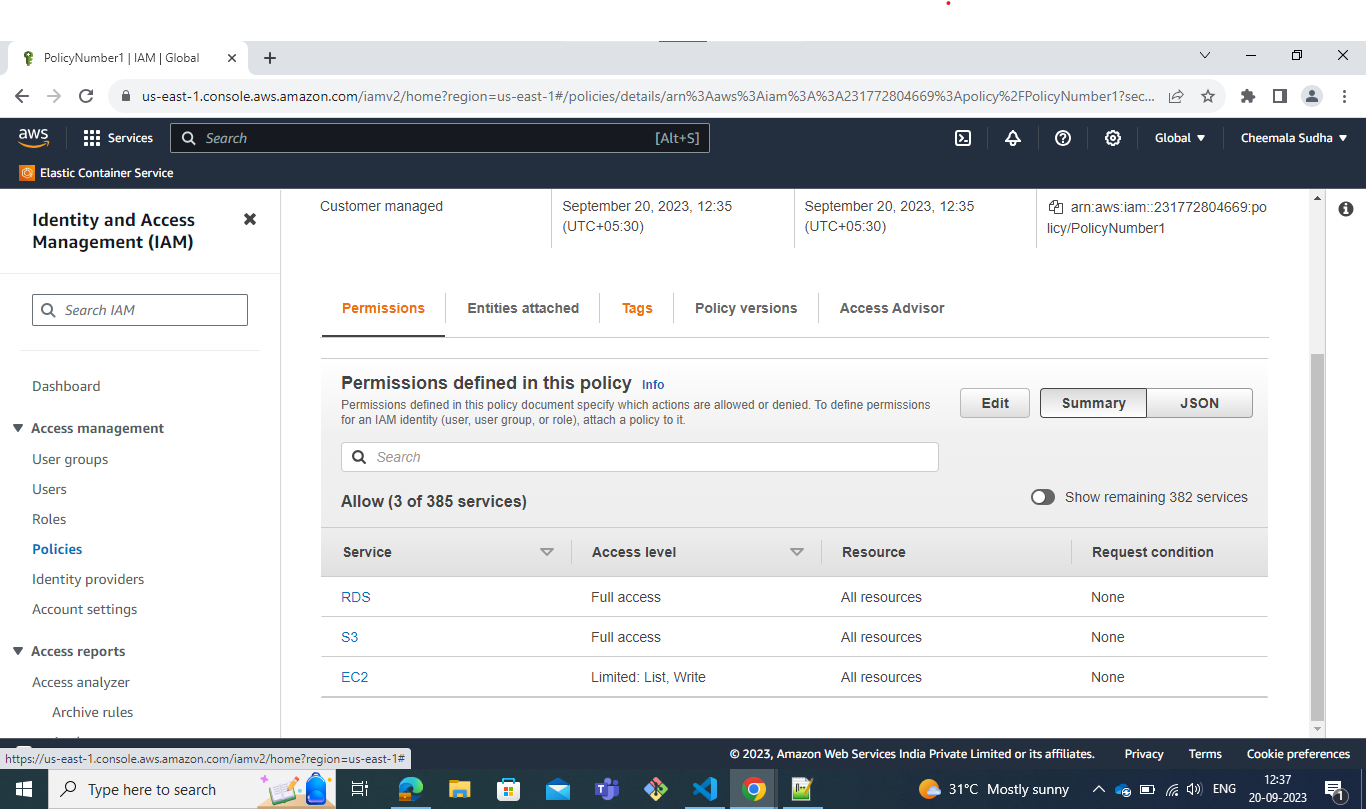 PolicyNumber1 | IAM | Global
us-east-1.console.aws.amazon.com/iamv2/home?region=us-east-1#/policies/details/arn%3Aaws%3Aiam%3A%3A231772804669%3Apolicy%2FPolicyNumber1?sec...
aws
Services
Search
[Alt+S]
Global
Cheemala Sudha
Elastic Container Service
Identity and Access
Management (IAM)
Search IAM
Dashboard
Access management
User groups
Users
Roles
Policies
Identity providers
Account settings
Access reports
Access analyzer
Archive rules
Customer managed
September 20, 2023, 12:35
(UTC+05:30)
September 20, 2023, 12:35
(UTC+05:30)
arn:aws:iam::231772804669:po
licy/PolicyNumber1
Permissions
Entities attached
Tags
Policy versions
Access Advisor
Permissions defined in this policy Info
Permissions defined in this policy document specify which actions are allowed or denied. To define permissions
for an IAM identity (user, user group, or role), attach a policy to it.
Edit
Summary
JSON
Search
Allow (3 of 385 services)
Show remaining 382 services
Service Access level Resource Request condition
RDS Full access All resources None
S3 Full access All resources None
EC2 Limited: List, Write All resources None
https://us-east-1.console.aws.amazon.com/iamv2/home?region=us-east-1#
© 2023, Amazon Web Services India Private Limited or its affiliates.
Privacy
Terms
Cookie preferences
Type here to search
31°C Mostly sunny
ENG
12:37
20-09-2023
1